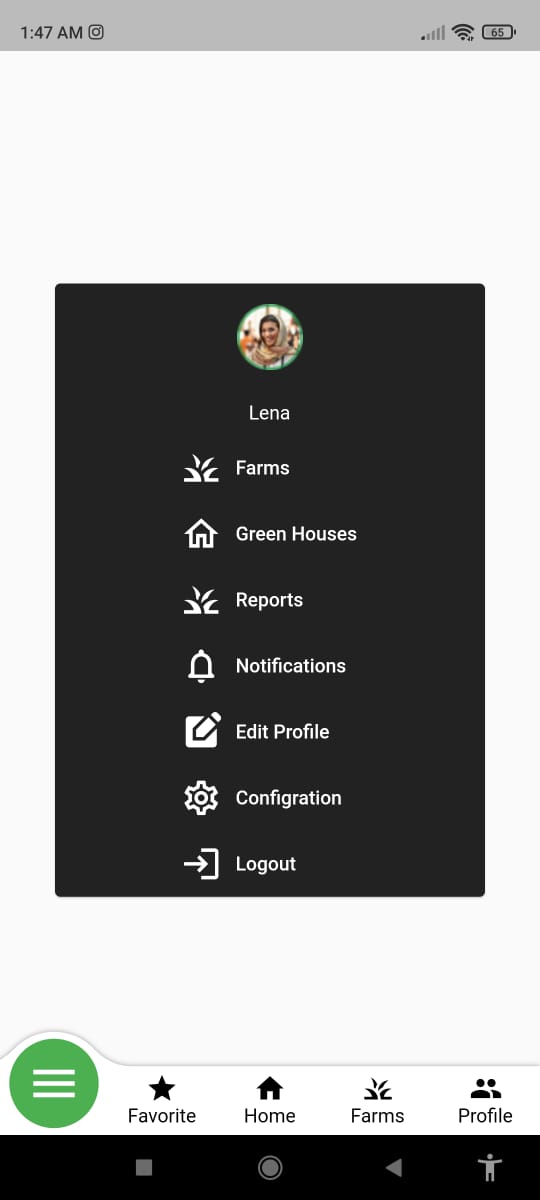 1:47 AM
65
Lena
Farms
Green Houses
Reports
Notifications
Edit Profile
Configration
Logout
Favorite Home Farms Profile